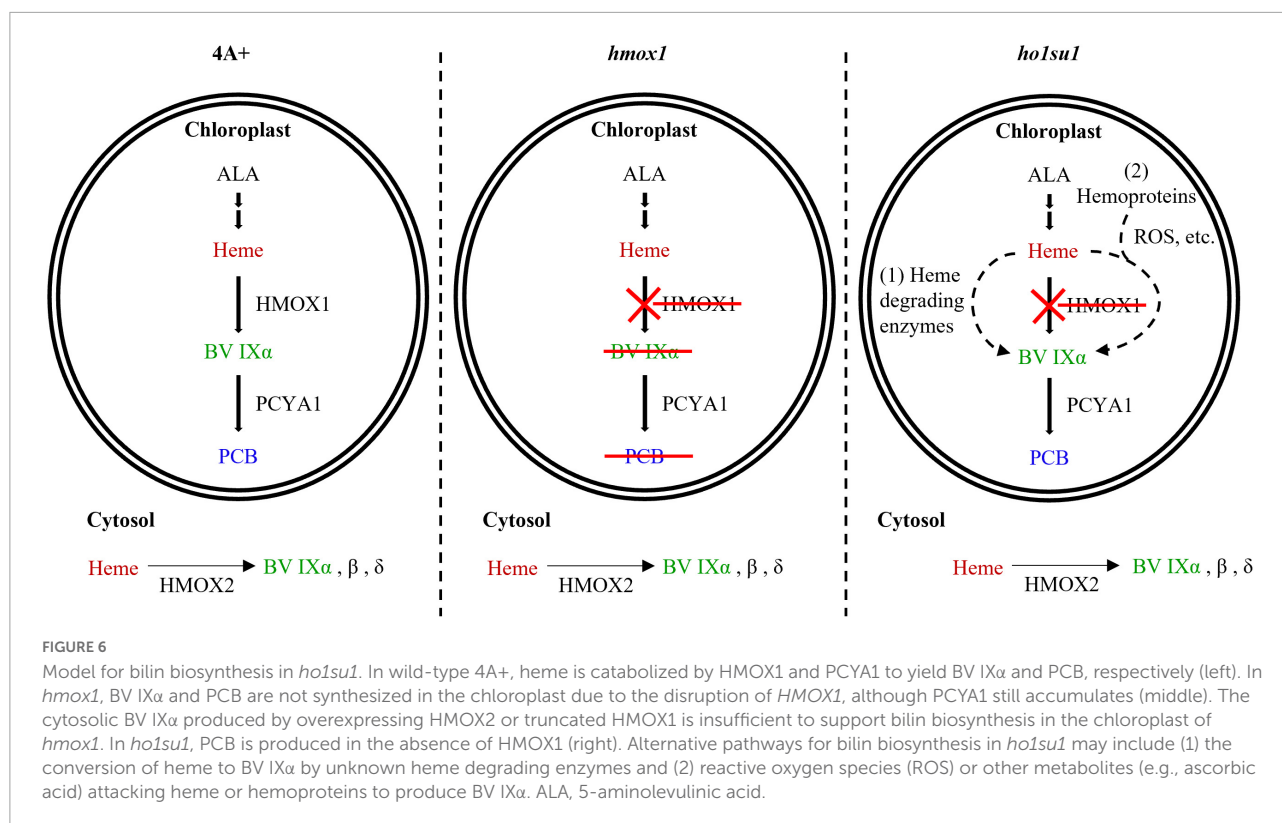 4A+
hmox1
ho1su1
Chloroplast
ALA
Heme
HMOX1
BV IXα
PCYA1
PCB
Cytosol
Heme
HMOX2
BV IXα , β , δ
Chloroplast
ALA
Heme
HMOX1
BV IXα
PCYA1
PCB
Cytosol
Heme
HMOX2
BV IXα , β , δ
Chloroplast
ALA
(2)
Hemoproteins
ROS, etc.
Heme
(1) Heme
degrading
enzymes
HMOX1
BV IXα
PCYA1
PCB
Cytosol
Heme
HMOX2
BV IXα , β , δ
FIGURE 6
Model for bilin biosynthesis in ho1su1. In wild-type 4A+, heme is catabolized by HMOX1 and PCYA1 to yield BV IXα and PCB, respectively (left). In
hmox1, BV IXα and PCB are not synthesized in the chloroplast due to the disruption of HMOX1, although PCYA1 still accumulates (middle). The
cytosolic BV IXα produced by overexpressing HMOX2 or truncated HMOX1 is insufficient to support bilin biosynthesis in the chloroplast of
hmox1. In ho1su1, PCB is produced in the absence of HMOX1 (right). Alternative pathways for bilin biosynthesis in ho1su1 may include (1) the
conversion of heme to BV IXα by unknown heme degrading enzymes and (2) reactive oxygen species (ROS) or other metabolites (e.g., ascorbic
acid) attacking heme or hemoproteins to produce BV IXα. ALA, 5-aminolevulinic acid.